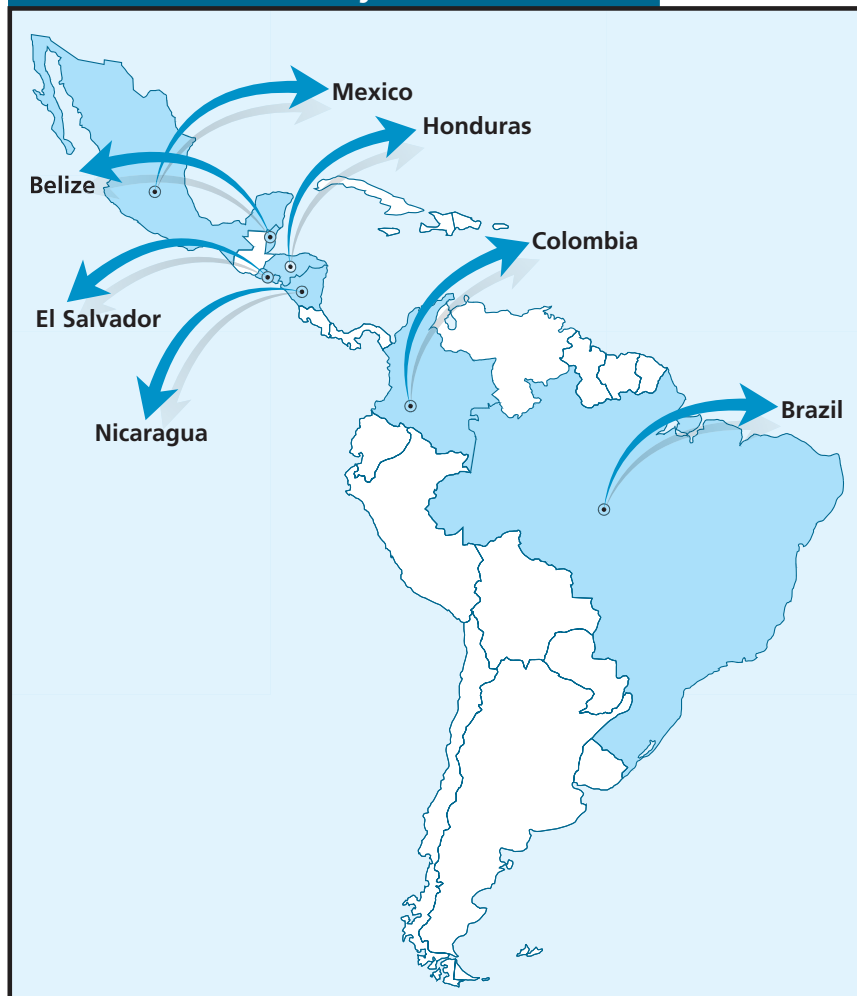 Mexico
Honduras
Belize
Colombia
El Salvador
Brazil
Nicaragua